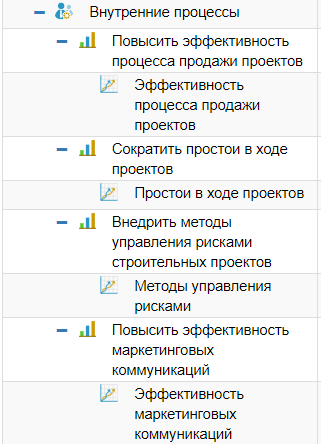 Внутренние процессы
Повысить эффективность
процесса продажи проектов
Эффективность
процесса продажи
проектов
Сократить простои в ходе
проектов
Простои в ходе проектов
Внедрить методы
управления рисками
строительных проектов
Методы управления
рисками
Повысить эффективность
маркетинговых
коммуникаций
Эффективность
маркетинговых
коммуникаций